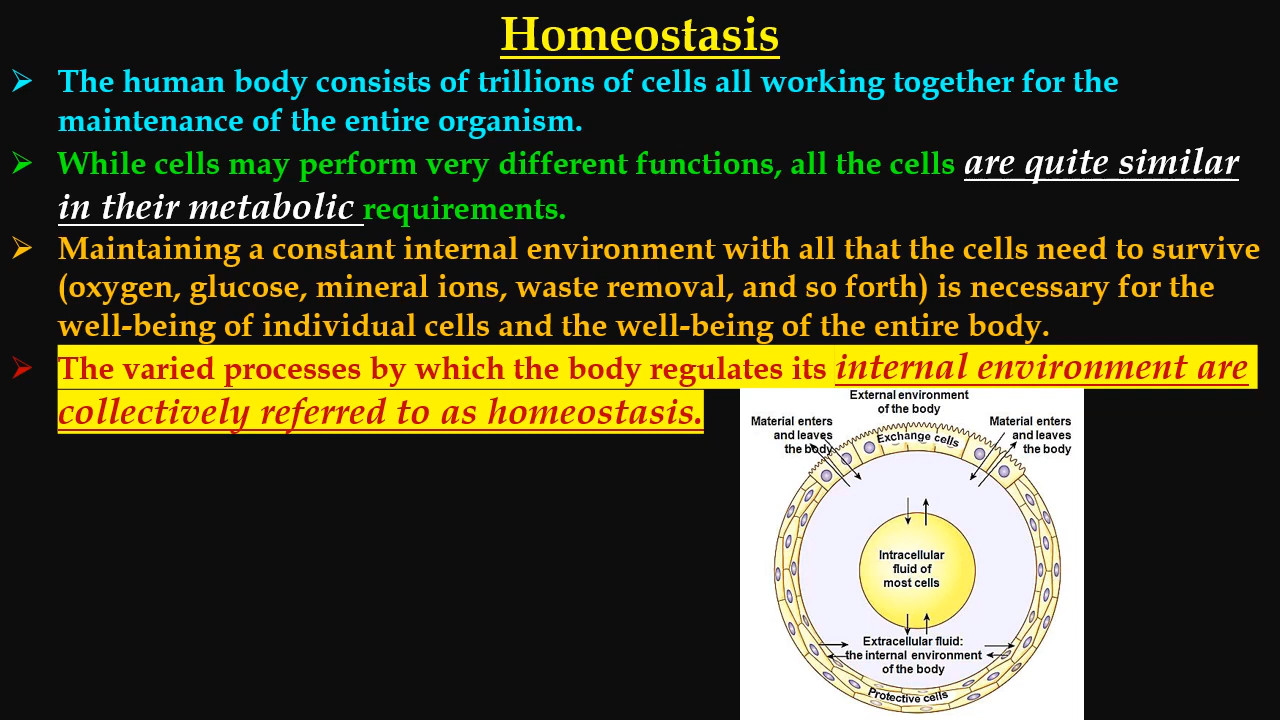 Homeostasis
➢ The human body consists of trillions of cells all working together for the
maintenance of the entire organism.
➢ While cells may perform very different functions, all the cells are quite similar
in their metabolic requirements.
➢ Maintaining a constant internal environment with all that the cells need to survive
(oxygen, glucose, mineral ions, waste removal, and so forth) is necessary for the
well-being of individual cells and the well-being of the entire body.
➢ The varied processes by which the body regulates its internal environment are
collectively referred to as homeostasis.
External environment
of the body
Material enters
and leaves
the body
Exchange cells
Material enters
and leaves
the body
Intracellular
fluid of
most cells
Extracellular fluid:
the internal environment
of the body
Protective cells